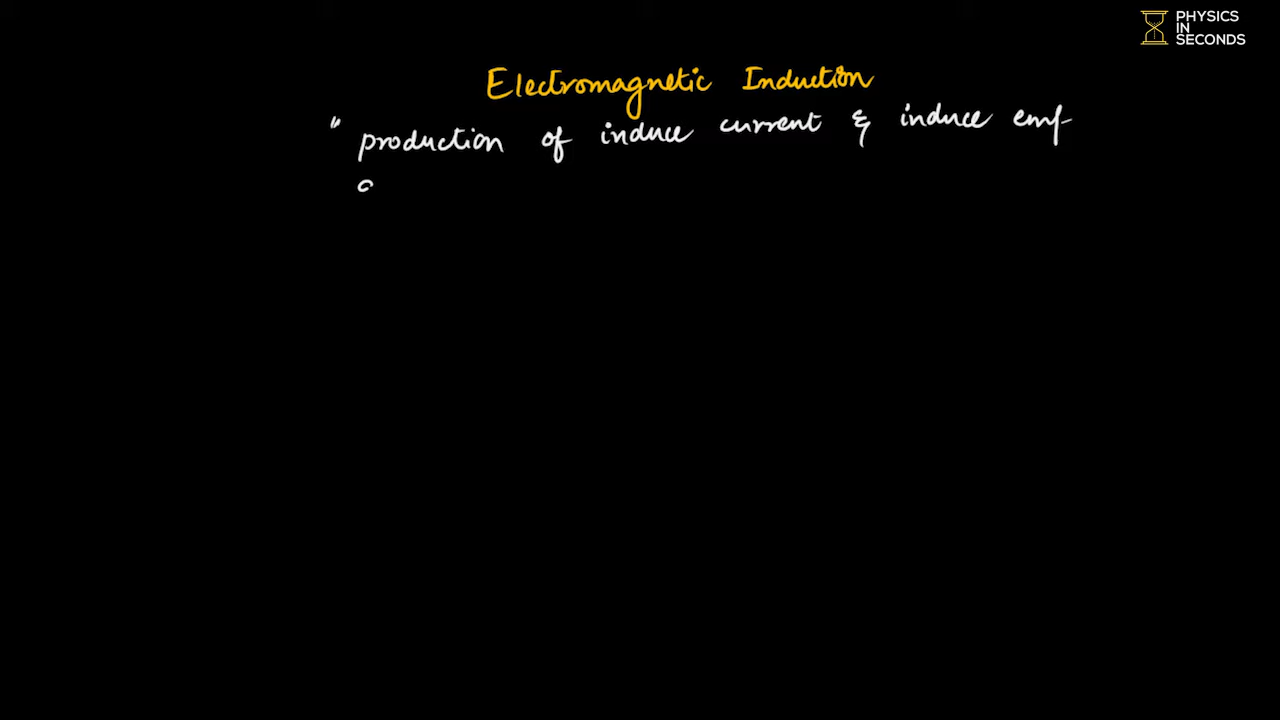 PHYSICS
IN
SECONDS
Electromagnetic Induction
" production of induce current & induce emf